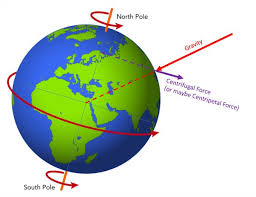 North Pole
Gravity
Centrifugal Force
(or maybe Centripetal Force)
South Pole